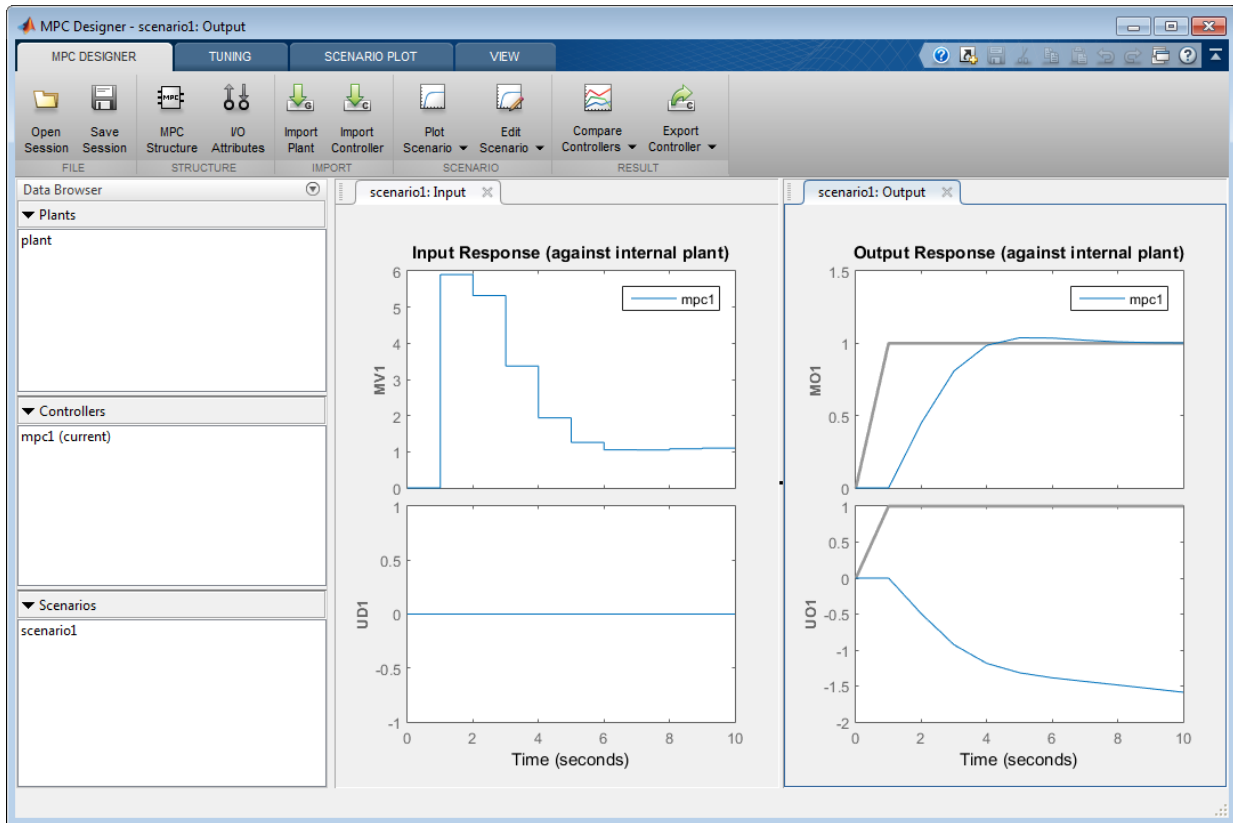 MPC Designer - scenario1: Output
MPC DESIGNER TUNING SCENARIO PLOT VIEW
Open Session
Save Session
MPC Structure
I/O Attributes
Import Plant
Import Controller
Plot Scenario
Edit Scenario
Compare Controllers
Export Controller
FILE STRUCTURE IMPORT SCENARIO RESULT
Data Browser
Plants
plant
Controllers
mpc1 (current)
Scenarios
scenario1
scenario1: Input
Input Response (against internal plant)
mpc1
MV1
6
5
4
3
2
1
0
UD1
1
0.5
0
-0.5
-1
0 2 4 6 8 10
Time (seconds)
scenario1: Output
Output Response (against internal plant)
mpc1
MO1
1.5
1
0.5
0
UO1
1
0.5
0
-0.5
-1
-1.5
-2
0 2 4 6 8 10
Time (seconds)